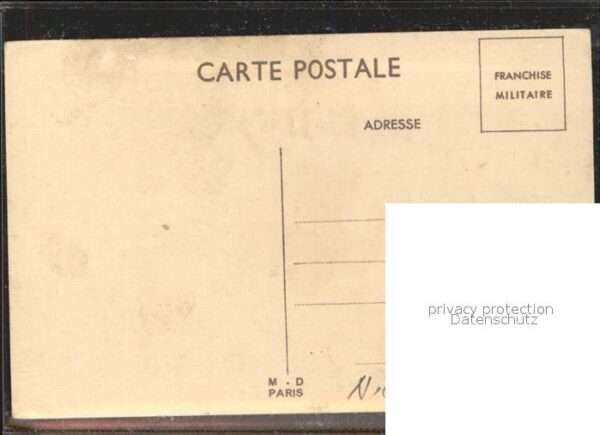 CARTE POSTALE
FRANCHISE
MILITAIRE
ADRESSE
privacy protection
Datenschutz
M . D
PARIS